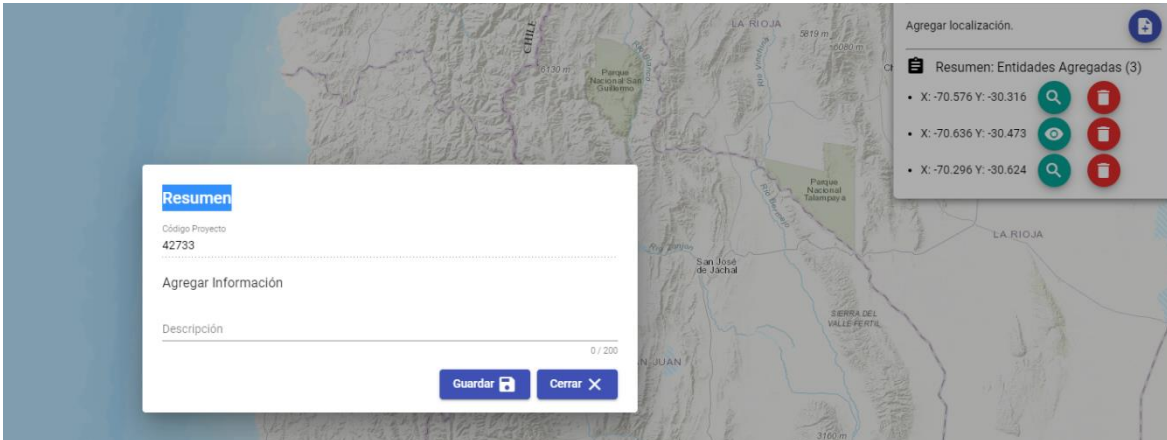 Agregar localización.
Resumen: Entidades Agregadas (3)
• X: -70.576 Y: -30.316
• X: -70.636 Y: -30.473
• X: -70.296 Y: -30.624
Resumen
Código Proyecto
42733
Agregar Información
Descripción
0 / 200
Guardar
Cerrar
CHILE
LA RIOJA
5819 m
6080 m
6130 m
Parque
Nacional San
Guillermo
Parque
Nacional
Talampaya
LA RIOJA
San José
de Jáchal
SIERRA DEL
VALLE FERTIL
N JUAN
3160 m